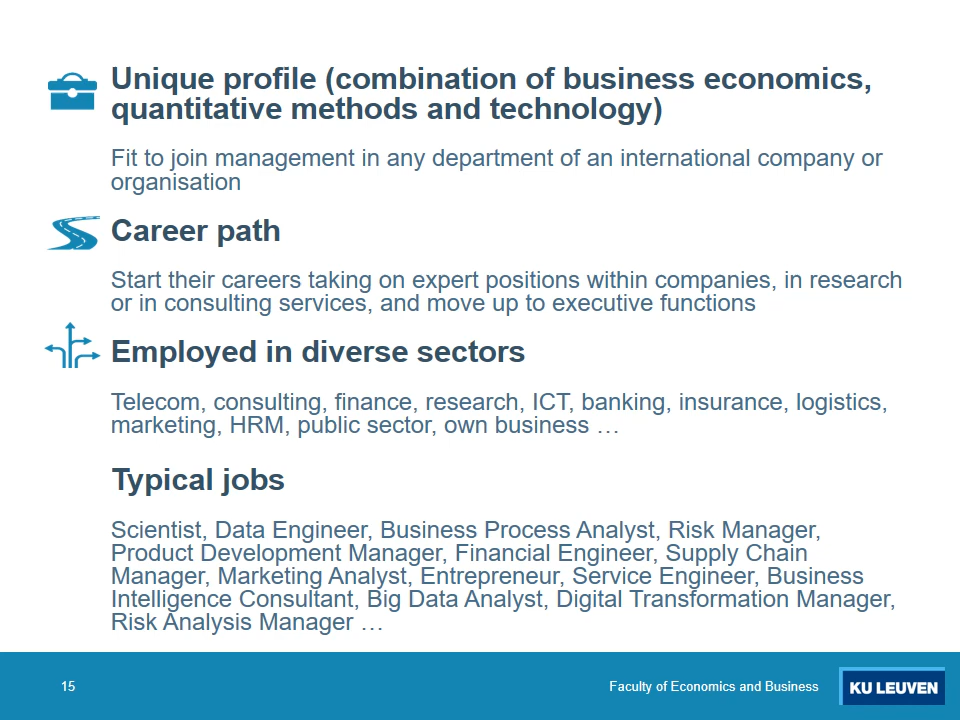 Unique profile (combination of business economics,
quantitative methods and technology)
Fit to join management in any department of an international company or
organisation
Career path
Start their careers taking on expert positions within companies, in research
or in consulting services, and move up to executive functions
Employed in diverse sectors
Telecom, consulting, finance, research, ICT, banking, insurance, logistics,
marketing, HRM, public sector, own business …
Typical jobs
Scientist, Data Engineer, Business Process Analyst, Risk Manager,
Product Development Manager, Financial Engineer, Supply Chain
Manager, Marketing Analyst, Entrepreneur, Service Engineer, Business
Intelligence Consultant, Big Data Analyst, Digital Transformation Manager,
Risk Analysis Manager …
15
Faculty of Economics and Business
KU LEUVEN